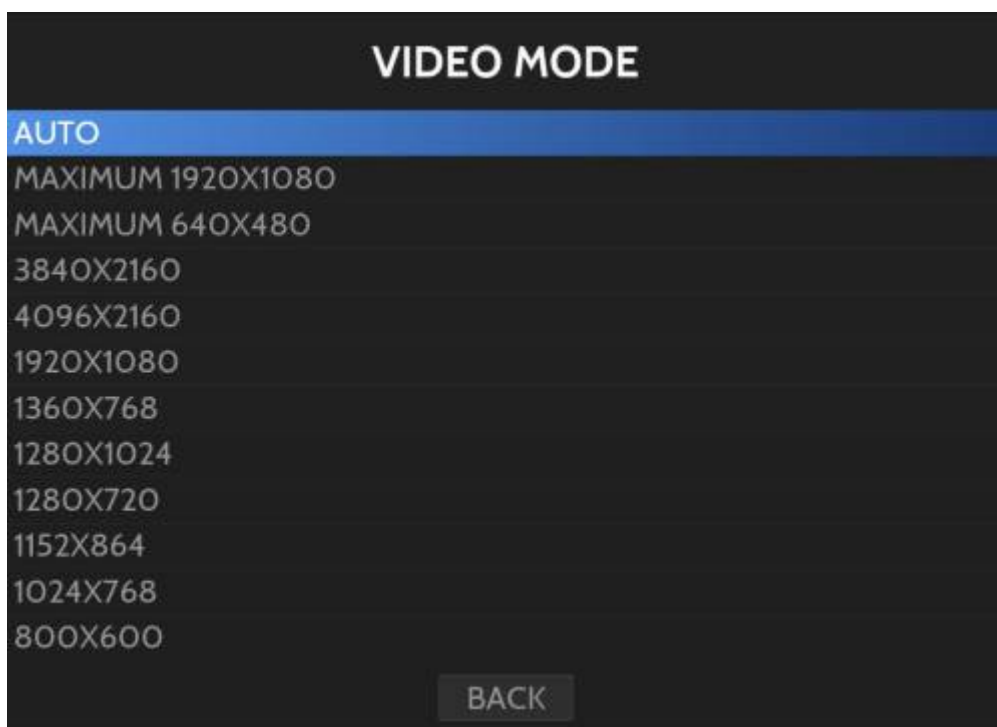 VIDEO MODE
AUTO
MAXIMUM 1920X1080
MAXIMUM 640X480
3840X2160
4096X2160
1920X1080
1360X768
1280X1024
1280X720
1152X864
1024X768
800X600
BACK